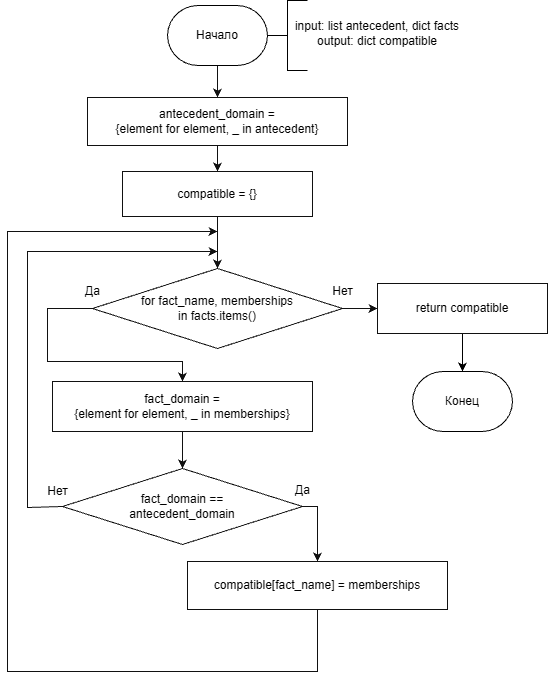 Начало
input: list antecedent, dict facts
output: dict compatible
antecedent_domain =
{element for element, _ in antecedent}
compatible = {}
Да
for fact_name, memberships
in facts.items()
Нет
return compatible
Конец
fact_domain =
{element for element, _ in memberships}
Нет
fact_domain ==
antecedent_domain
Да
compatible[fact_name] = memberships